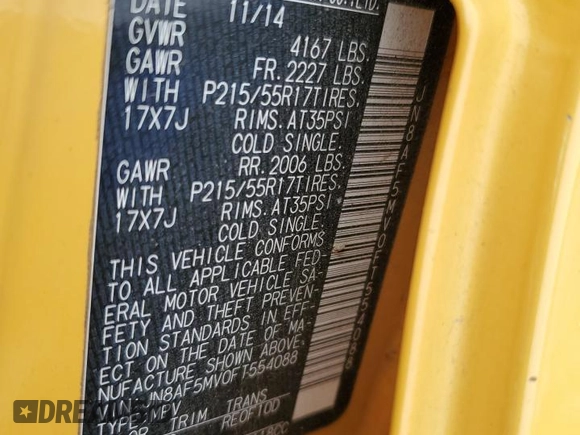 DATE 11/14
GVWR 4167 LBS.
GAWR FR. 2227 LBS.
WITH P215/55R17TIRES,
17X7J RIMS, AT35PSI
COLD SINGLE.
GAWR RR. 2006 LBS.
WITH P215/55R17TIRES,
17X7J RIMS, AT35PSI
COLD SINGLE.
THIS VEHICLE CONFORMS
TO ALL APPLICABLE FED-
ERAL MOTOR VEHICLE SA-
FETY AND THEFT PREVEN-
TION STANDARDS IN EFF-
ECT ON THE DATE OF MA-
NUFACTURE SHOWN ABOVE.
JN8AF5MV0FT554088
TYPE: MPV
TRIM TRANS
JN8AF5MV0FT554088